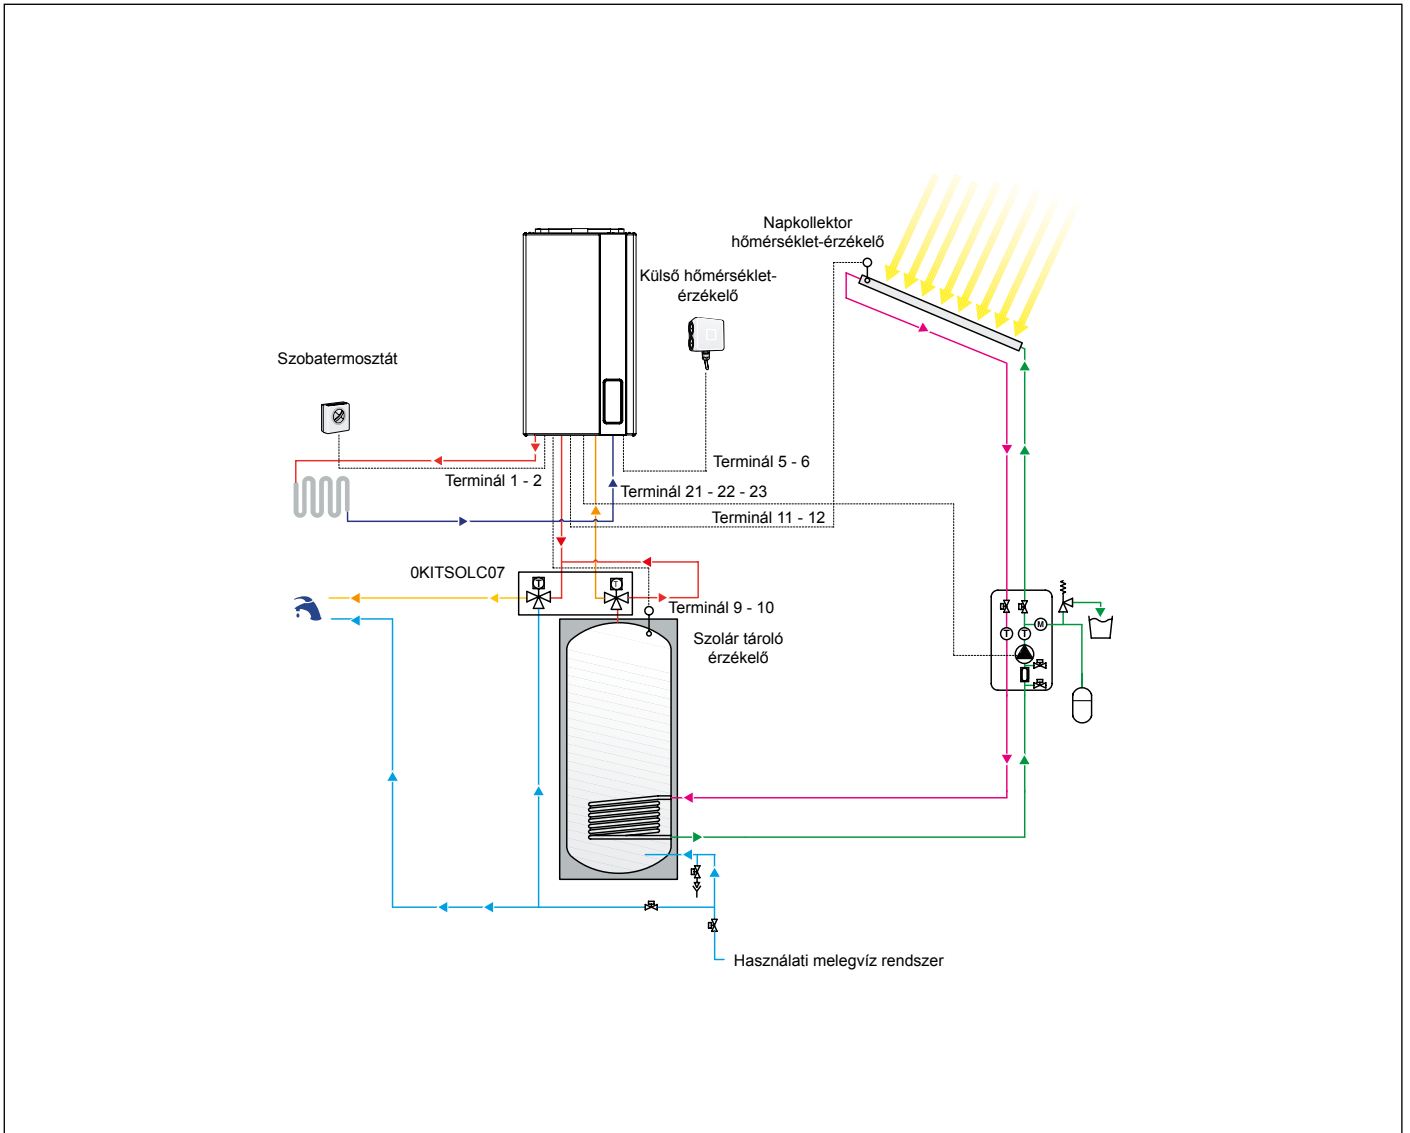 Napkollektor
hőmérséklet-érzékelő
Külső hőmérséklet-
érzékelő
Szobatermosztát
Terminál 5 - 6
Terminál 1 - 2
Terminál 21 - 22 - 23
Terminál 11 - 12
0KITSOLC07
T
T
Terminál 9 - 10
Szolár tároló
érzékelő
M
T
T
Használati melegvíz rendszer